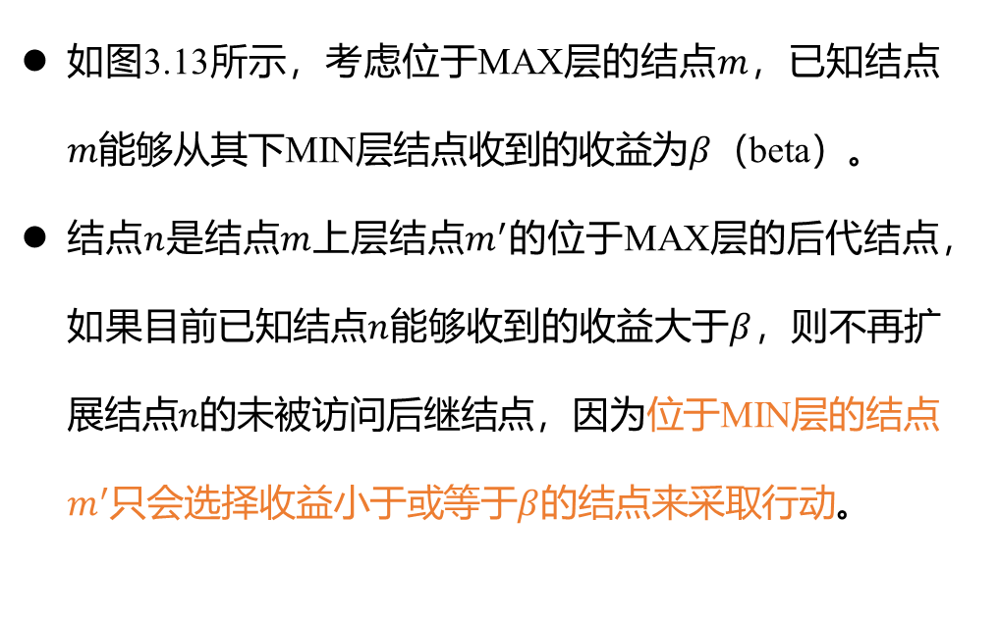 ● 如图3.13所示，考虑位于MAX层的结点𝑚，已知结点
𝑚能够从其下MIN层结点收到的收益为𝛽（beta）。
● 结点𝑛是结点𝑚上层结点𝑚′的位于MAX层的后代结点，
如果目前已知结点𝑛能够收到的收益大于𝛽，则不再扩
展结点𝑛的未被访问后继结点，因为位于MIN层的结点
𝑚′只会选择收益小于或等于𝛽的结点来采取行动。